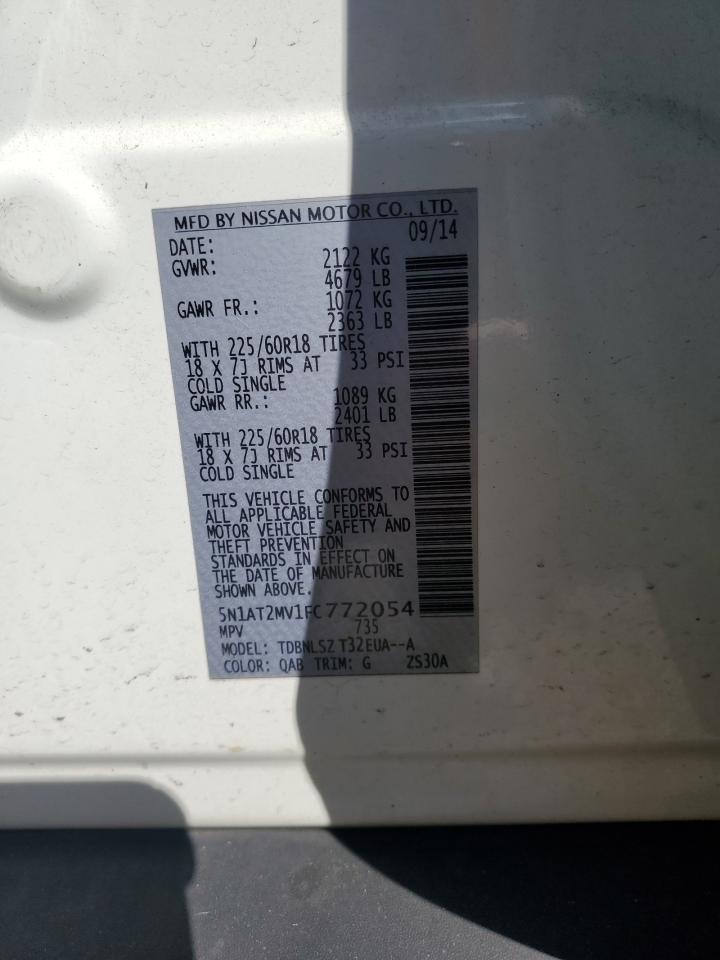 MFD BY NISSAN MOTOR CO., LTD.
DATE: 09/14
GVWR: 2122 KG
4679 LB
GAWR FR.: 1072 KG
2363 LB
WITH 225/60R18 TIRES
18 X 7J RIMS AT 33 PSI
COLD SINGLE
GAWR RR.: 1089 KG
2401 LB
WITH 225/60R18 TIRES
18 X 7J RIMS AT 33 PSI
COLD SINGLE
THIS VEHICLE CONFORMS TO
ALL APPLICABLE FEDERAL
MOTOR VEHICLE SAFETY AND
THEFT PREVENTION
STANDARDS IN EFFECT ON
THE DATE OF MANUFACTURE
SHOWN ABOVE.
5N1AT2MV1FC772054
MPV 735
MODEL: TDBNLSZ T32EUA--A
COLOR: QAB TRIM: G ZS30A